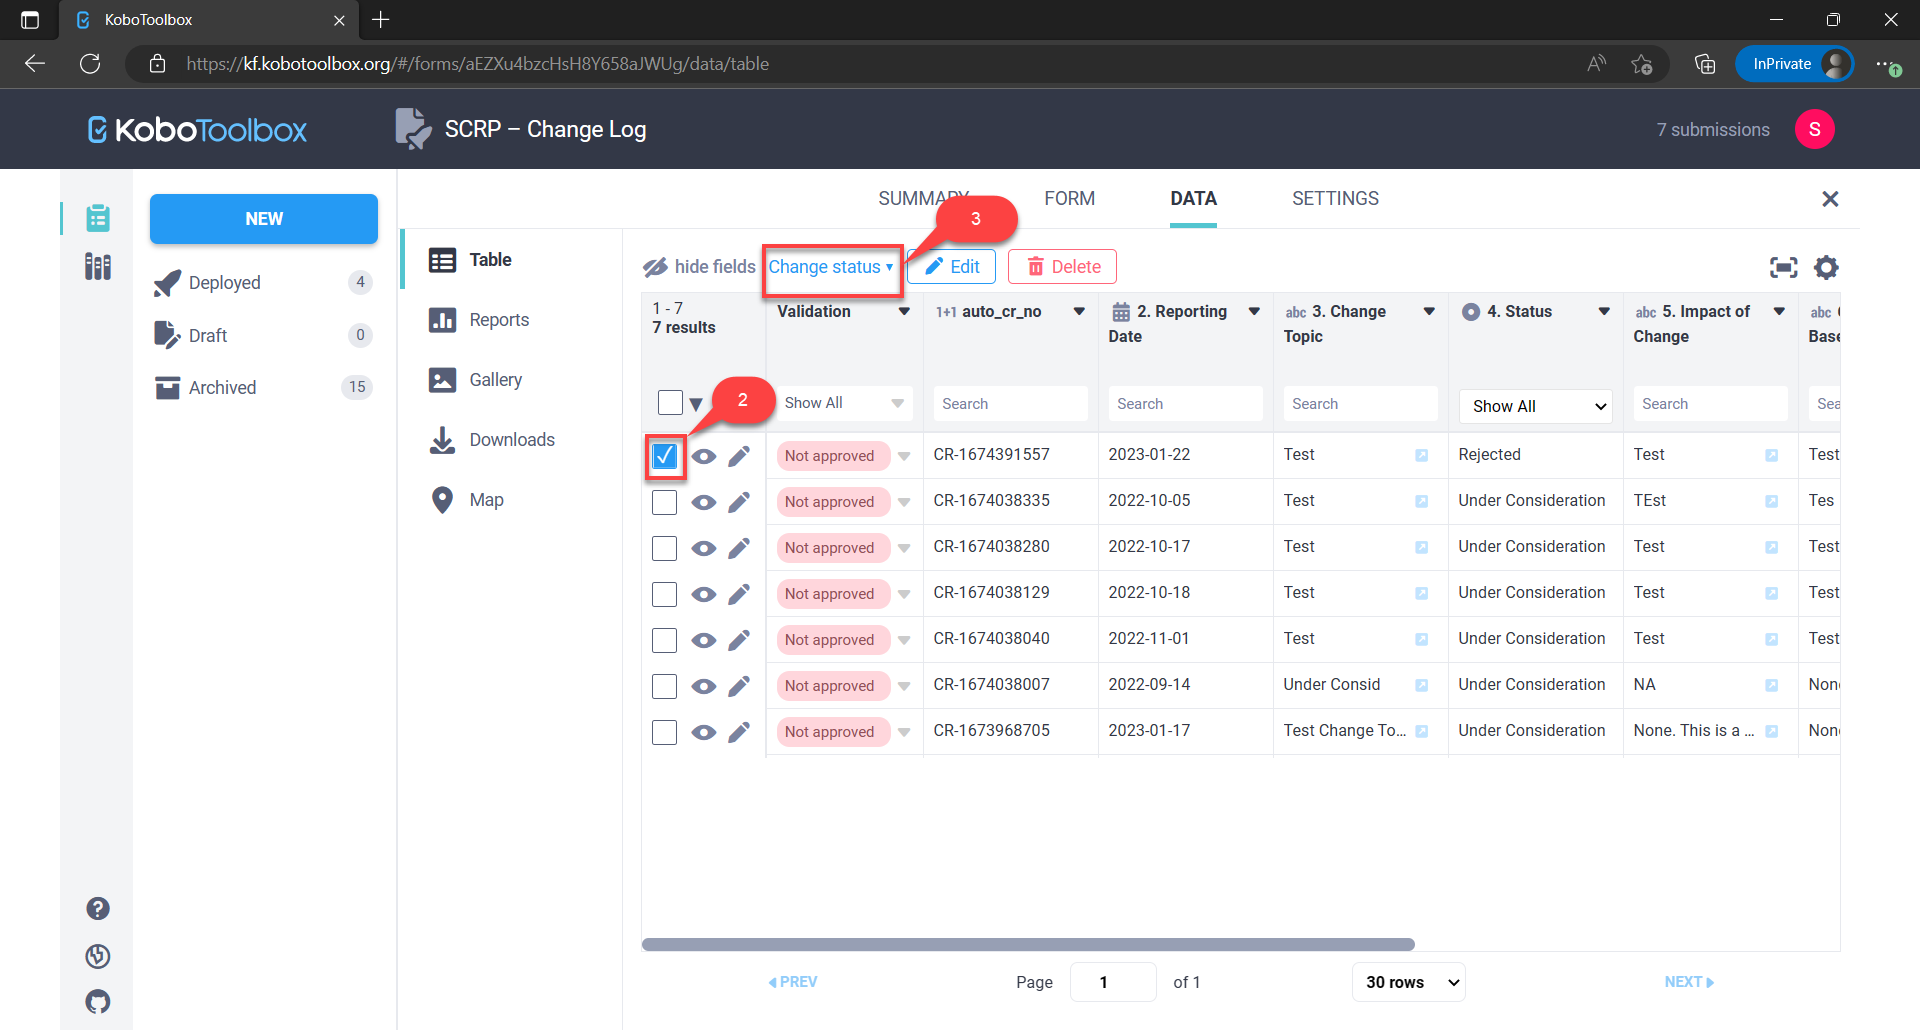 KoboToolbox
https://kf.kobotoolbox.org/#/forms/aEZXu4bzcHsH8Y658aJWUg/data/table
InPrivate
KoboToolbox
SCRP – Change Log
7 submissions
S
NEW
Deployed 4
Draft 0
Archived 15
SUMMARY
FORM
DATA
SETTINGS
3
Table
Reports
Gallery
Downloads
Map
hide fields
Change status
Edit
Delete
1 - 7
7 results
Validation
1+1 auto_cr_no
2. Reporting
Date
abc 3. Change
Topic
4. Status
abc 5. Impact of
Change
abc
Base
2
Show All
Search
Search
Search
Show All
Search
Sea
Not approved CR-1674391557 2023-01-22 Test Rejected Test Test
Not approved CR-1674038335 2022-10-05 Test Under Consideration TEst Tes
Not approved CR-1674038280 2022-10-17 Test Under Consideration Test Test
Not approved CR-1674038129 2022-10-18 Test Under Consideration Test Test
Not approved CR-1674038040 2022-11-01 Test Under Consideration Test Test
Not approved CR-1674038007 2022-09-14 Under Consid Under Consideration NA Non
Not approved CR-1673968705 2023-01-17 Test Change To... Under Consideration None. This is a ... Non
PREV
Page 1 of 1
30 rows
NEXT